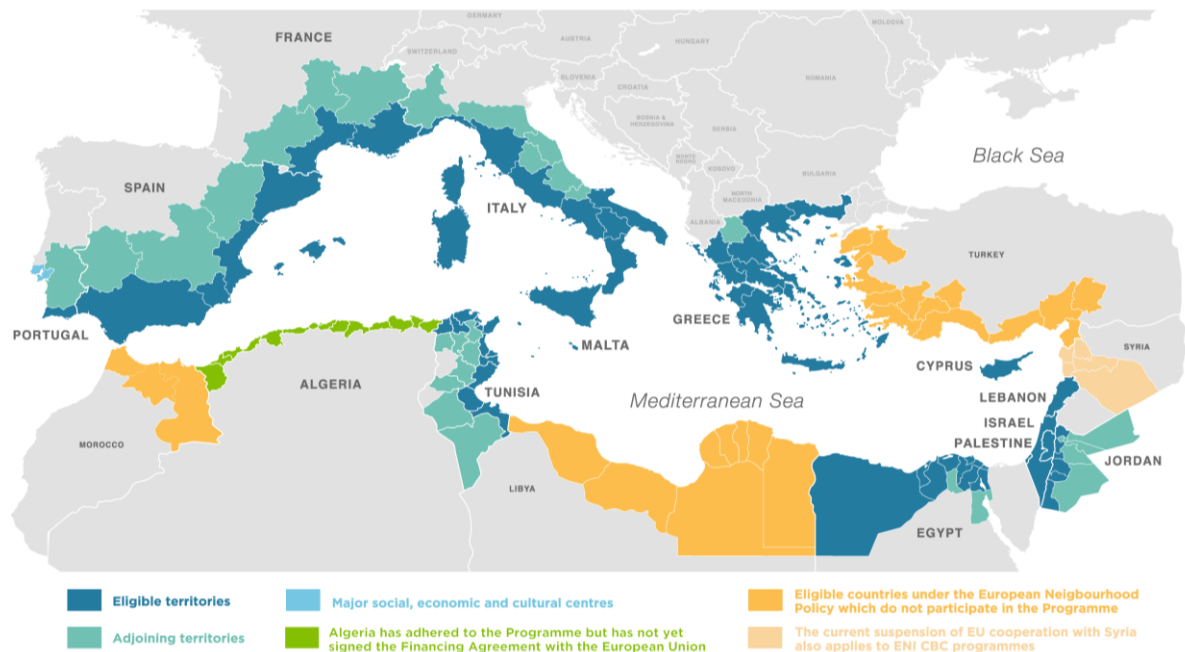 GERMANY
MOLDOVA
FRANCE
AUSTRIA
HUNGARY
SWITZERLAND
SLOVENIA
ROMANIA
CROATIA
BOSNIA &
HERZEGOVINA
SERBIA
Black Sea
MONTE
NEGRO
KOSOVO
BULGARIA
SPAIN
NORTH
MACEDONIA
ITALY
ALBANIA
TURKEY
GREECE
PORTUGAL
MALTA
SYRIA
CYPRUS
ALGERIA
TUNISIA
LEBANON
Mediterranean Sea
ISRAEL
MOROCCO
PALESTINE
JORDAN
LIBYA
EGYPT
Eligible territories
Adjoining territories
Major social, economic and cultural centres
Algeria has adhered to the Programme but has not yet
signed the Financing Agreement with the European Union
Eligible countries under the European Neigbourhood
Policy which do not participate in the Programme
The current suspension of EU cooperation with Syria
also applies to ENI CBC programmes